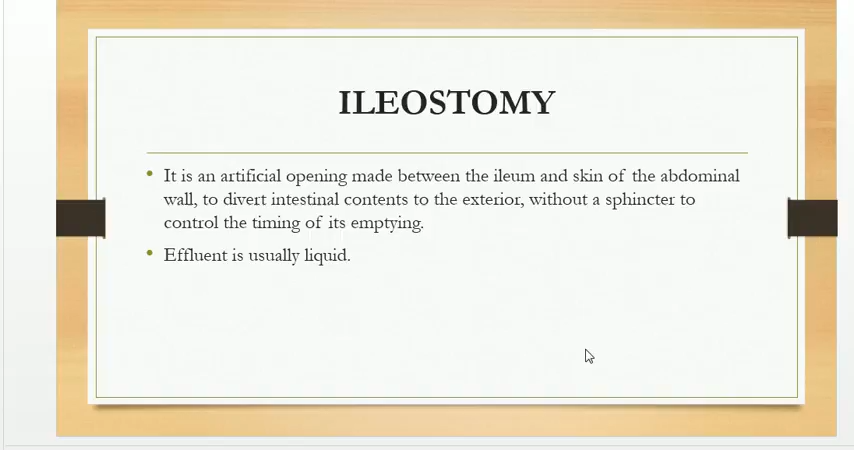 ILEOSTOMY
• It is an artificial opening made between the ileum and skin of the abdominal
wall, to divert intestinal contents to the exterior, without a sphincter to
control the timing of its emptying.
• Effluent is usually liquid.